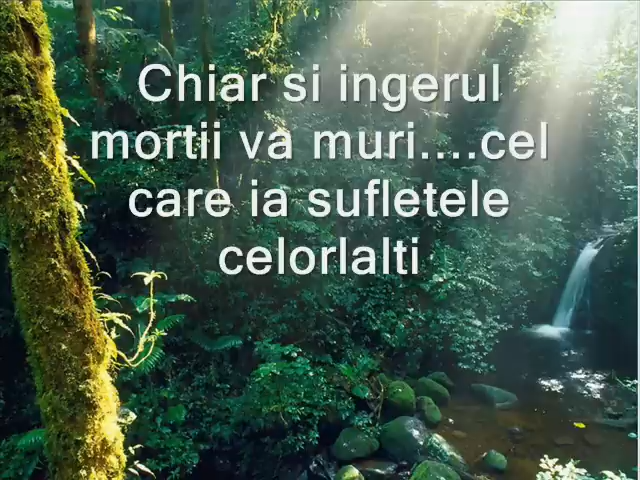 Chiar si ingerul
mortii va muri....cel
care ia sufletele
celorlalti